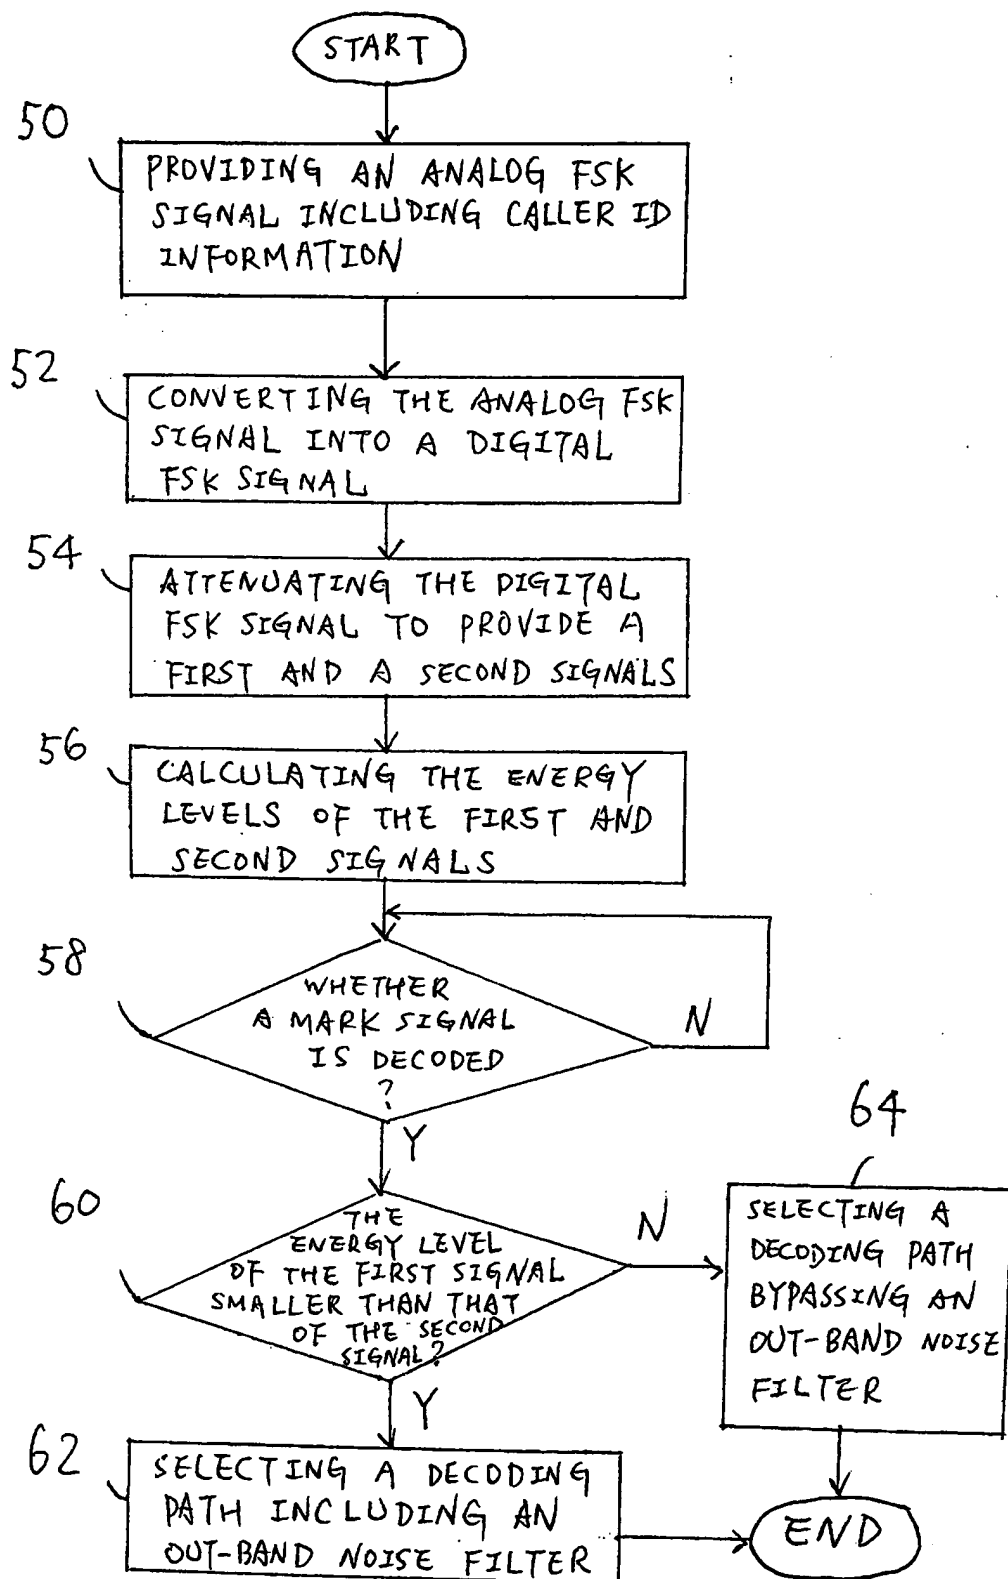 START
50
PROVIDING AN ANALOG FSK
SIGNAL INCLUDING CALLER ID
INFORMATION
52
CONVERTING THE ANALOG FSK
SIGNAL INTO A DIGITAL
FSK SIGNAL
54
ATTENUATING THE DIGITAL
FSK SIGNAL TO PROVIDE A
FIRST AND A SECOND SIGNALS
56
CALCULATING THE ENERGY
LEVELS OF THE FIRST AND
SECOND SIGNALS
58
WHETHER
A MARK SIGNAL
IS DECODED
?
N
Y
60
THE
ENERGY LEVEL
OF THE FIRST SIGNAL
SMALLER THAN THAT
OF THE SECOND
SIGNAL?
N
Y
64
SELECTING A
DECODING PATH
BYPASSING AN
OUT-BAND NOISE
FILTER
62
SELECTING A DECODING
PATH INCLUDING AN
OUT-BAND NOISE FILTER
END